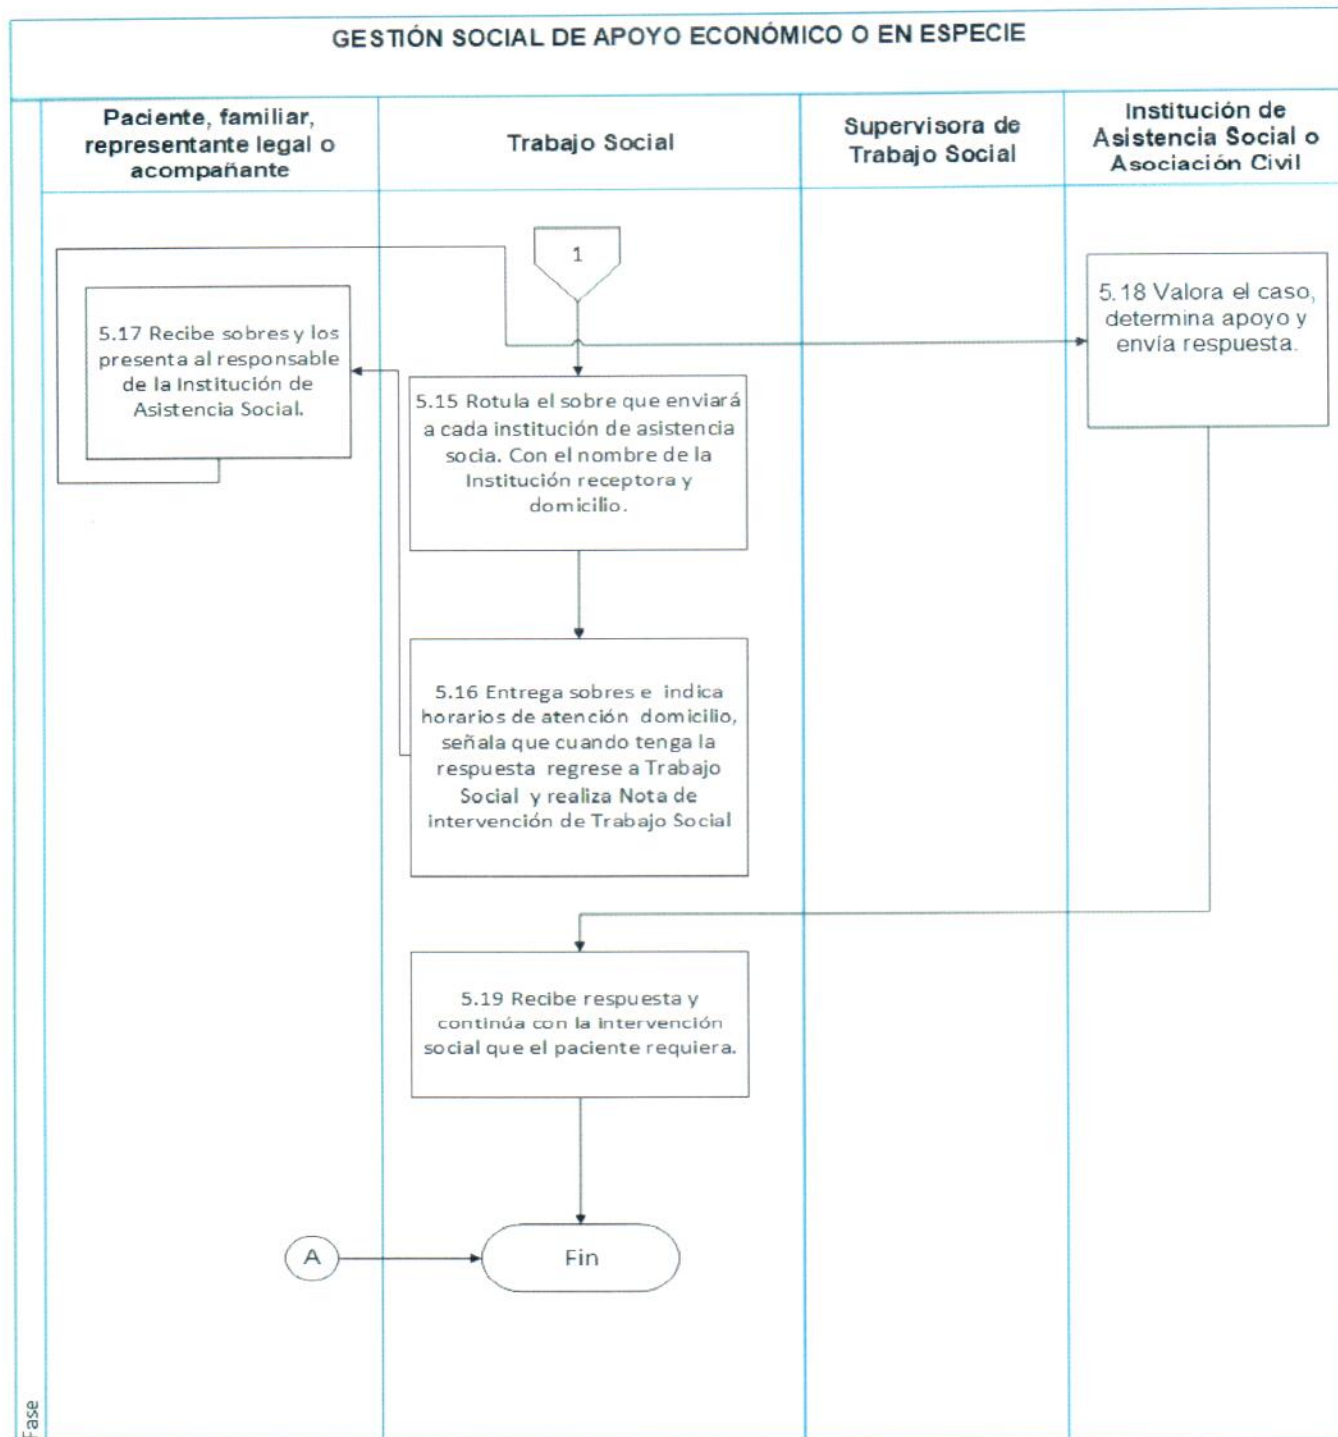 GESTIÓN SOCIAL DE APOYO ECONÓMICO O EN ESPECIE
Paciente, familiar,
representante legal o
acompañante
Trabajo Social
Supervisora de
Trabajo Social
Institución de
Asistencia Social o
Asociación Civil
1
5.17 Recibe sobres y los
presenta al responsable
de la Institución de
Asistencia Social.
5.18 Valora el caso,
determina apoyo y
envía respuesta.
5.15 Rotula el sobre que enviará
a cada institución de asistencia
socia. Con el nombre de la
Institución receptora y
domicilio.
5.16 Entrega sobres e indica
horarios de atención domicilio,
señala que cuando tenga la
respuesta regrese a Trabajo
Social y realiza Nota de
intervención de Trabajo Social
5.19 Recibe respuesta y
continúa con la intervención
social que el paciente requiera.
A
Fin
Fase